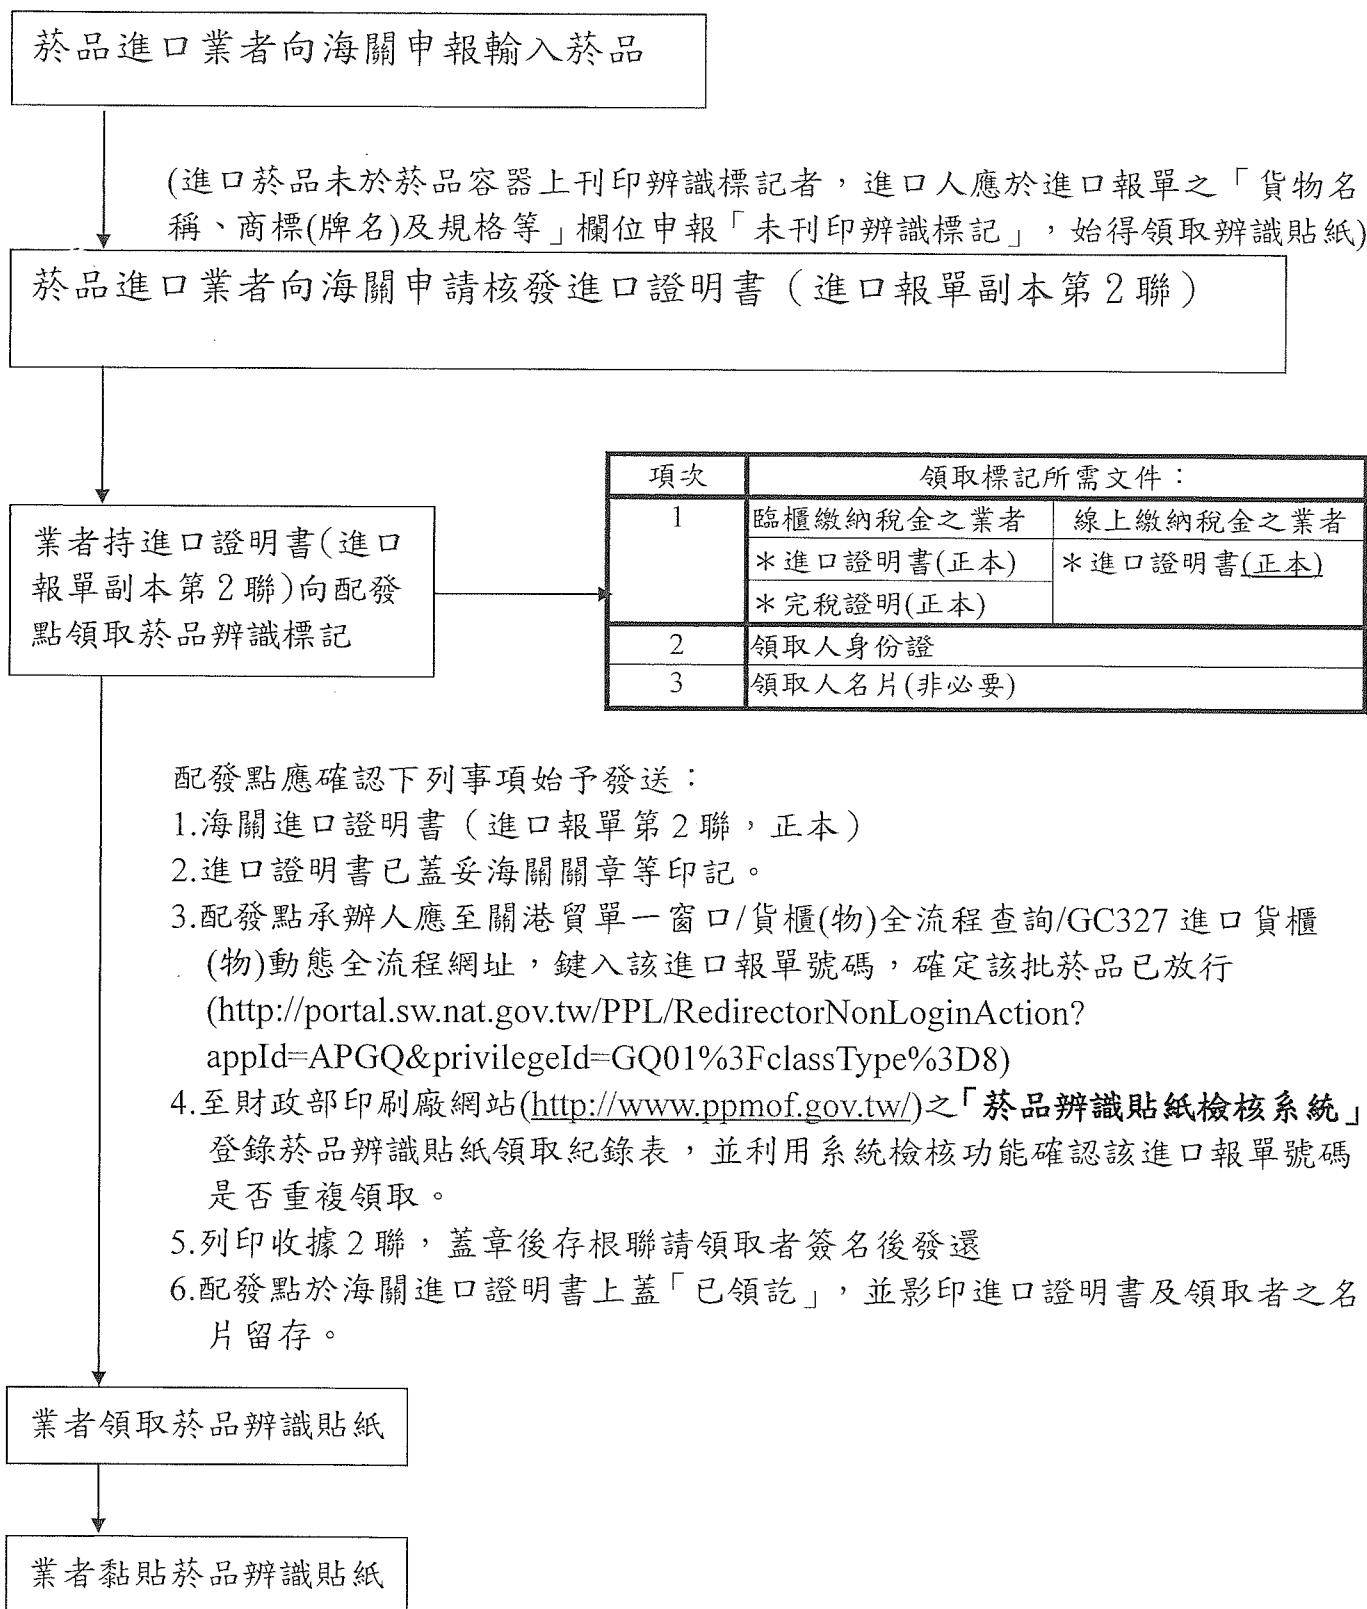 菸品進口業者向海關申報輸入菸品
(進口菸品未於菸品容器上刊印辨識標記者，進口人應於進口報單之「貨物名
稱、商標(牌名)及規格等」欄位申報「未刊印辨識標記」，始得領取辨識貼紙)
菸品進口業者向海關申請核發進口證明書（進口報單副本第2聯）
業者持進口證明書(進口
報單副本第2聯)向配發
點領取菸品辨識標記
項次 領取標記所需文件：
1 臨櫃繳納稅金之業者 線上繳納稅金之業者
＊進口證明書(正本) ＊進口證明書(正本)
＊完稅證明(正本)
2 領取人身份證
3 領取人名片(非必要)
配發點應確認下列事項始予發送：
1.海關進口證明書（進口報單第2聯，正本）
2.進口證明書已蓋妥海關關章等印記。
3.配發點承辦人應至關港貿單一窗口/貨櫃(物)全流程查詢/GC327 進口貨櫃
(物)動態全流程網址，鍵入該進口報單號碼，確定該批菸品已放行
(http://portal.sw.nat.gov.tw/PPL/RedirectorNonLoginAction?
appId=APGQ&privilegeId=GQ01%3FclassType%3D8)
4.至財政部印刷廠網站(http://www.ppmof.gov.tw/)之「菸品辨識貼紙檢核系統」
登錄菸品辨識貼紙領取紀錄表，並利用系統檢核功能確認該進口報單號碼
是否重複領取。
5.列印收據2聯，蓋章後存根聯請領取者簽名後發還
6.配發點於海關進口證明書上蓋「已領訖」，並影印進口證明書及領取者之名
片留存。
業者領取菸品辨識貼紙
業者黏貼菸品辨識貼紙